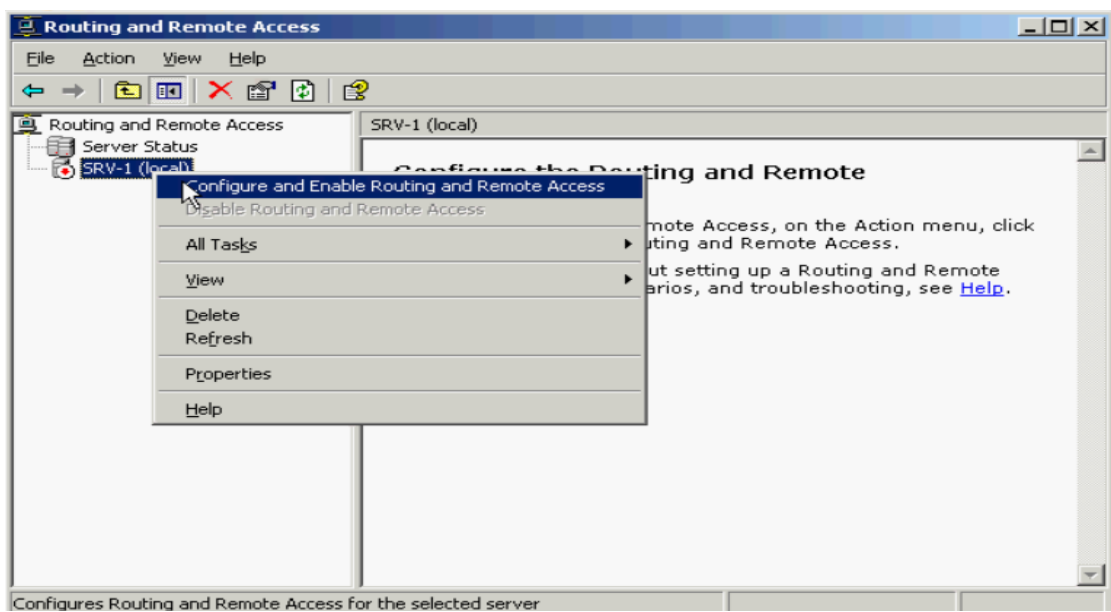 Routing and Remote Access
File Action View Help
Routing and Remote Access
Server Status
SRV-1 (local)
SRV-1 (local)
Configure the Routing and Remote
mote Access, on the Action menu, click
uting and Remote Access.
ut setting up a Routing and Remote
arios, and troubleshooting, see Help.
Configure and Enable Routing and Remote Access
Disable Routing and Remote Access
All Tasks
View
Delete
Refresh
Properties
Help
Configures Routing and Remote Access for the selected server